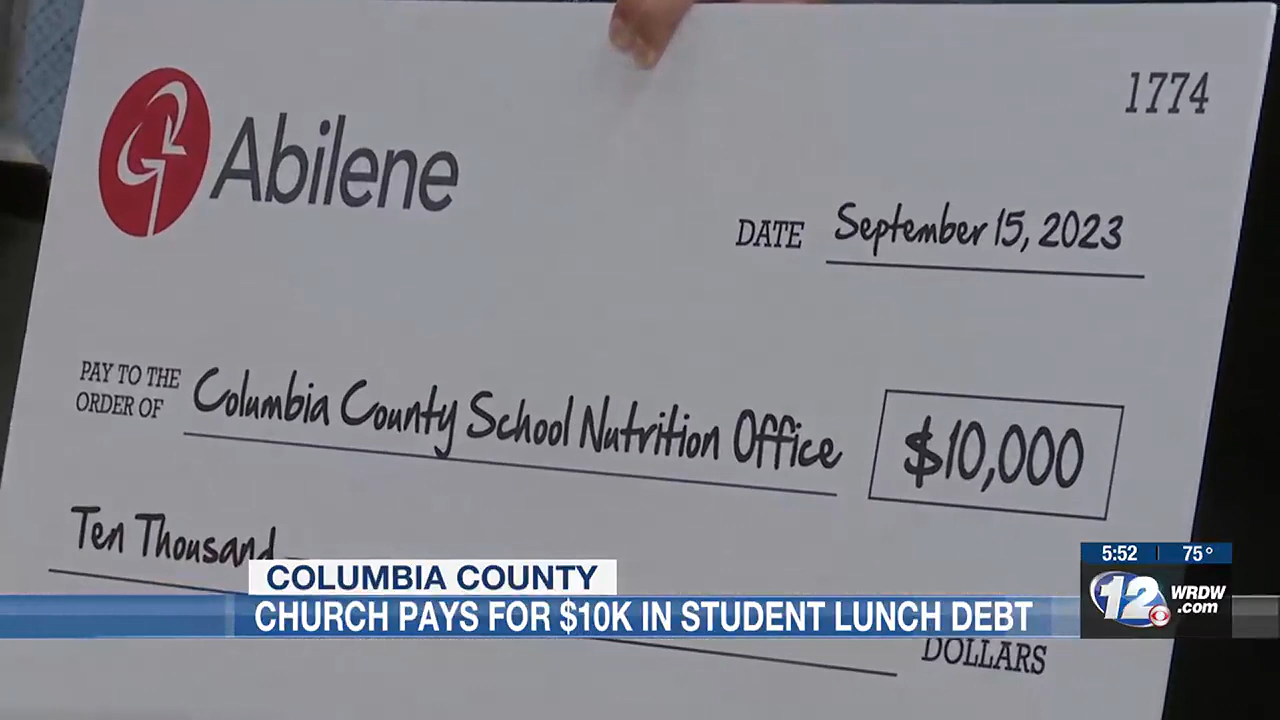 Abilene
1774
DATE September 15, 2023
PAY TO THE
ORDER OF Columbia County School Nutrition Office $10,000
Ten Thousand
COLUMBIA COUNTY
CHURCH PAYS FOR $10K IN STUDENT LUNCH DEBT
5:52 75°
12 WRDW
.com
DOLLARS